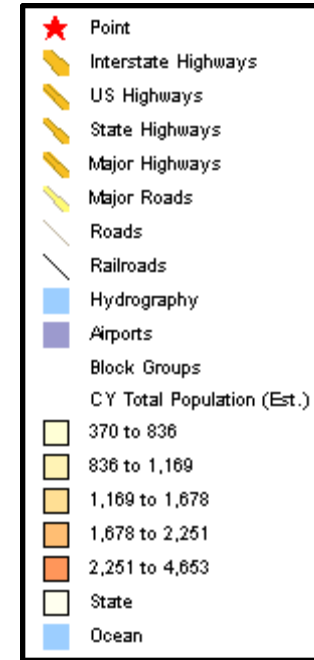 Point
Interstate Highways
US Highways
State Highways
Major Highways
Major Roads
Roads
Railroads
Hydrography
Airports
Block Groups
CY Total Population (Est.)
370 to 836
836 to 1,169
1,169 to 1,678
1,678 to 2,251
2,251 to 4,653
State
Ocean